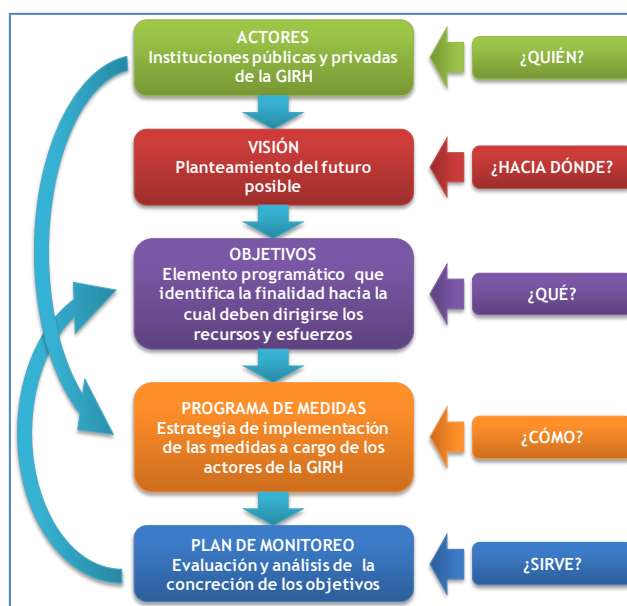 ACTORES
Instituciones públicas y privadas
de la GIRH
¿QUIÉN?
VISIÓN
Planteamiento del futuro
posible
¿HACIA DÓNDE?
OBJETIVOS
Elemento programático que
identifica la finalidad hacia la
cual deben dirigirse los
recursos y esfuerzos
¿QUÉ?
PROGRAMA DE MEDIDAS
Estrategia de implementación
de las medidas a cargo de los
actores de la GIRH
¿CÓMO?
PLAN DE MONITOREO
Evaluación y análisis de la
concreción de los objetivos
¿SIRVE?